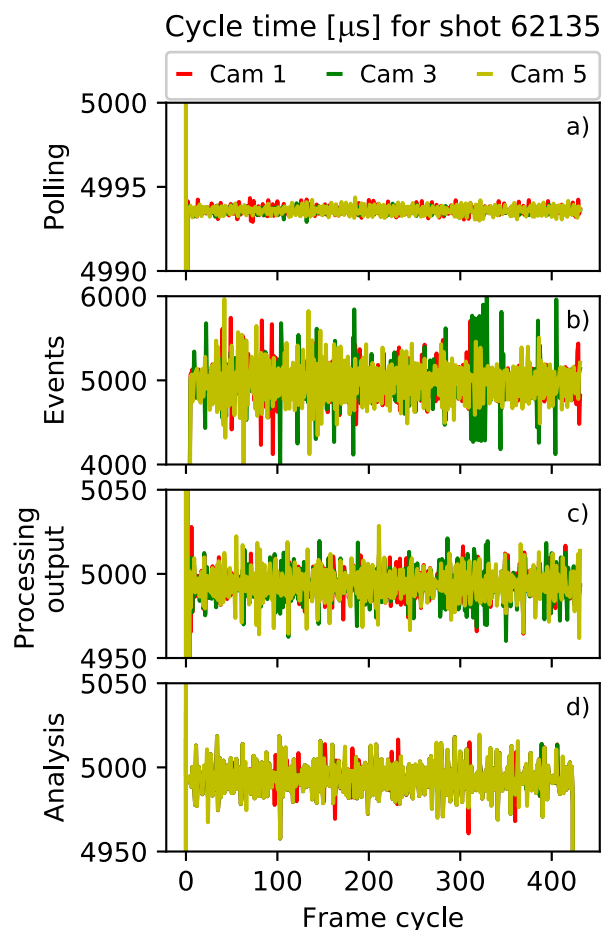 Cycle time [μs] for shot 62135
Cam 1 Cam 3 Cam 5
5000
a)
Polling
4995
4990
6000
b)
Events
5000
4000
5050
c)
Processing
output
5000
4950
5050
d)
Analysis
5000
4950
0 100 200 300 400
Frame cycle